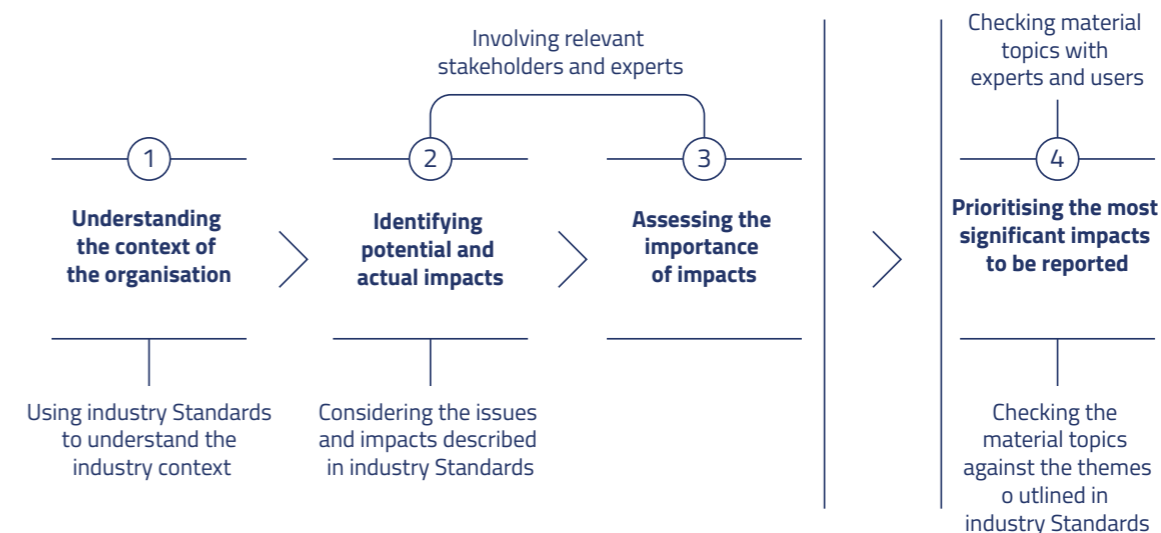 Involving relevant
stakeholders and experts
Checking material
topics with
experts and users
1
2
3
4
Understanding
the context of
the organisation
Identifying
potential and
actual impacts
Assessing the
importance
of impacts
Prioritising the most
significant impacts
to be reported
Using industry Standards
to understand the
industry context
Considering the issues
and impacts described
in industry Standards
Checking the
material topics
against the themes
o utlined in
industry Standards